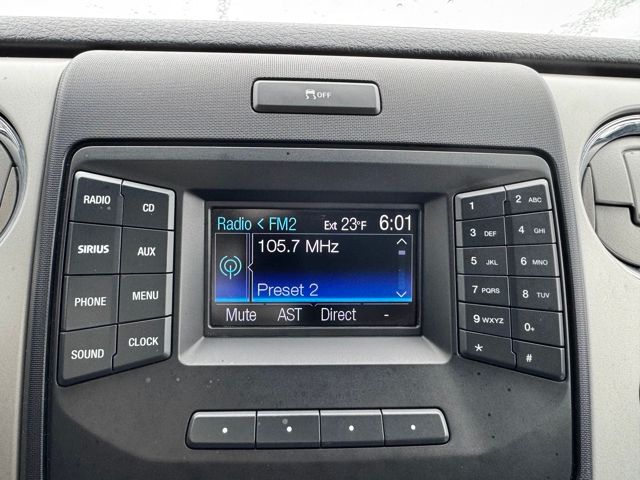 OFF
RADIO
CD
SIRIUS
AUX
PHONE
MENU
SOUND
CLOCK
Radio < FM2 Ext 23°F 6:01
105.7 MHz
Preset 2
Mute AST Direct -
1
2 ABC
3 DEF
4 GHI
5 JKL
6 MNO
7 PQRS
8 TUV
9 WXYZ
0+
*
#